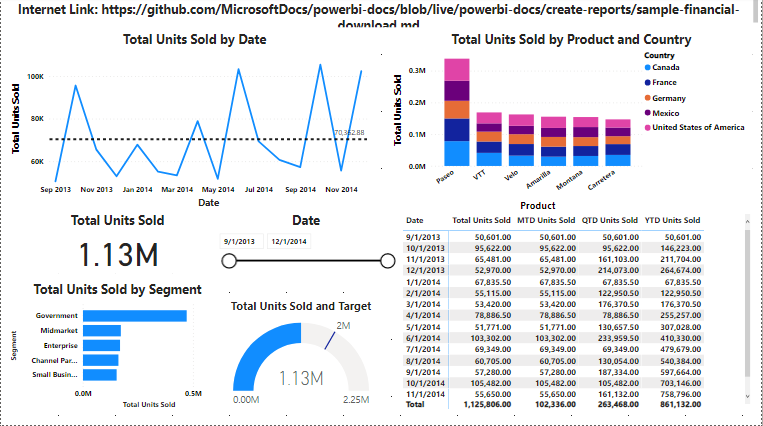 Internet Link: https://github.com/MicrosoftDocs/powerbi-docs/blob/live/powerbi-docs/create-reports/sample-financial-
download.md
Total Units Sold by Date
Total Units Sold
100K
80K
60K
70,362.88
Sep 2013 Nov 2013 Jan 2014 Mar 2014 May 2014 Jul 2014 Sep 2014 Nov 2014
Date
Total Units Sold by Product and Country
Total Units Sold
0.3M
0.2M
0.1M
0.0M
Paseo VTT Velo Amarilla Montana Carretera
Product
Country
Canada
France
Germany
Mexico
United States of America
Total Units Sold
1.13M
Date
9/1/2013 12/1/2014
Total Units Sold by Segment
Segment
Government
Midmarket
Enterprise
Channel Par...
Small Busin...
0.0M 0.5M
Total Units Sold
Total Units Sold and Target
2M
1.13M
0.00M 2.25M
Date Total Units Sold MTD Units Sold QTD Units Sold YTD Units Sold
9/1/2013 50,601.00 50,601.00 50,601.00 50,601.00
10/1/2013 95,622.00 95,622.00 95,622.00 146,223.00
11/1/2013 65,481.00 65,481.00 161,103.00 211,704.00
12/1/2013 52,970.00 52,970.00 214,073.00 264,674.00
1/1/2014 67,835.50 67,835.50 67,835.50 67,835.50
2/1/2014 55,115.00 55,115.00 122,950.50 122,950.50
3/1/2014 53,420.00 53,420.00 176,370.50 176,370.50
4/1/2014 78,886.50 78,886.50 78,886.50 255,257.00
5/1/2014 51,771.00 51,771.00 130,657.50 307,028.00
6/1/2014 103,302.00 103,302.00 233,959.50 410,330.00
7/1/2014 69,349.00 69,349.00 69,349.00 479,679.00
8/1/2014 60,705.00 60,705.00 130,054.00 540,384.00
9/1/2014 57,280.00 57,280.00 187,334.00 597,664.00
10/1/2014 105,482.00 105,482.00 105,482.00 703,146.00
11/1/2014 55,650.00 55,650.00 161,132.00 758,796.00
Total 1,125,806.00 102,336.00 263,468.00 861,132.00